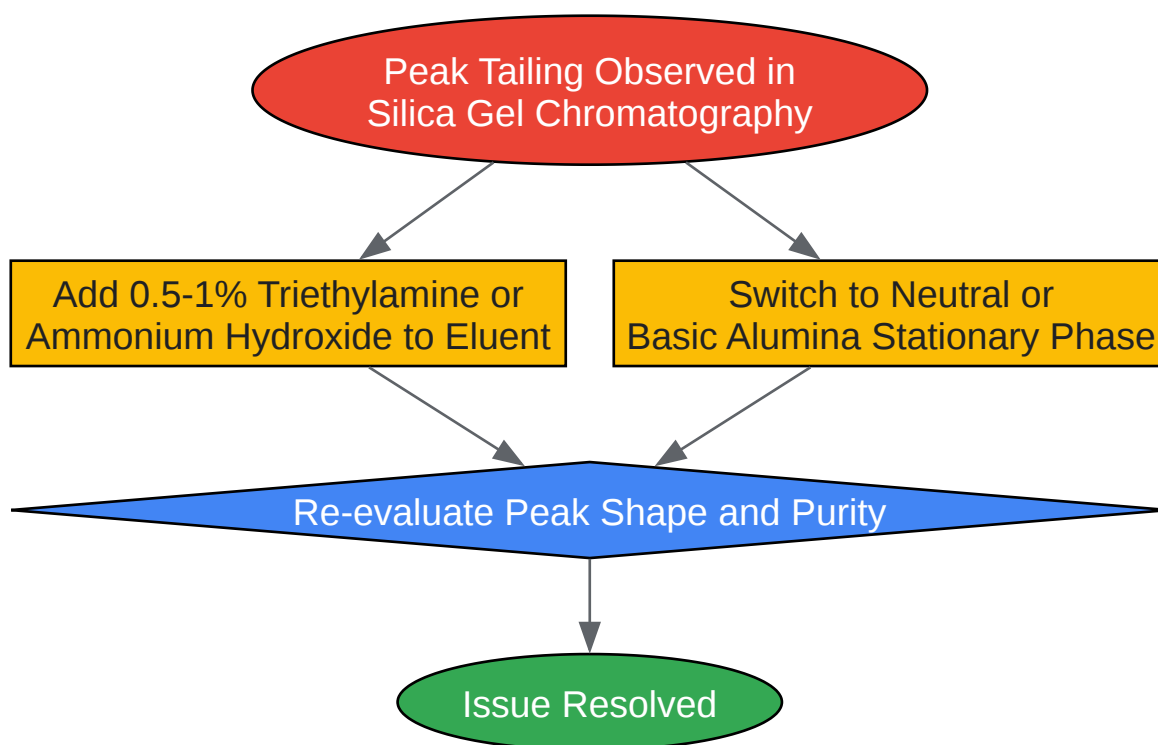 Peak Tailing Observed in
Silica Gel Chromatography
Add 0.5-1% Triethylamine or
Ammonium Hydroxide to Eluent
Switch to Neutral or
Basic Alumina Stationary Phase
Re-evaluate Peak Shape and Purity
Issue Resolved